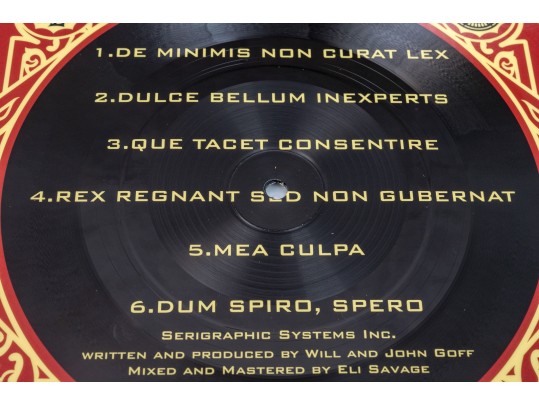 1.DE MINIMIS NON CURAT LEX
2.DULCE BELLUM INEXPERTS
3.QUE TACET CONSENTIRE
4.REX REGNANT SED NON GUBERNAT
5.MEA CULPA
6.DUM SPIRO, SPERO
SERIGRAPHIC SYSTEMS INC.
WRITTEN AND PRODUCED BY WILL AND JOHN GOFF
MIXED AND MASTERED BY ELI SAVAGE